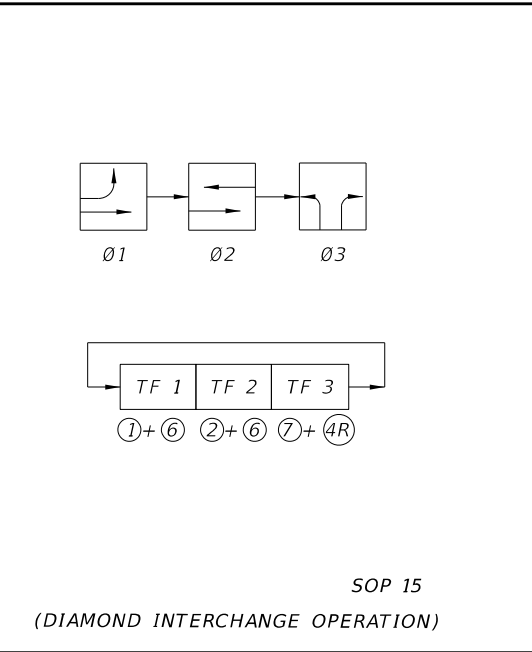 Ø1 Ø2 Ø3
TF 1 TF 2 TF 3
1+6 2+6 7+4R
SOP 15
(DIAMOND INTERCHANGE OPERATION)